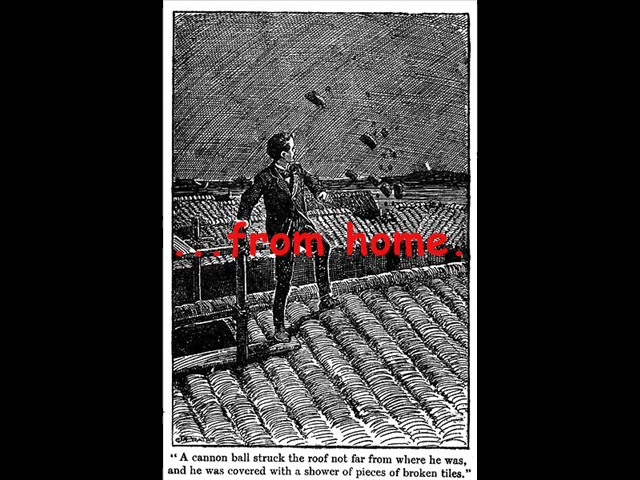 ...from home.
" A cannon ball struck the roof not far from where he was,
and he was covered with a shower of pieces of broken tiles."